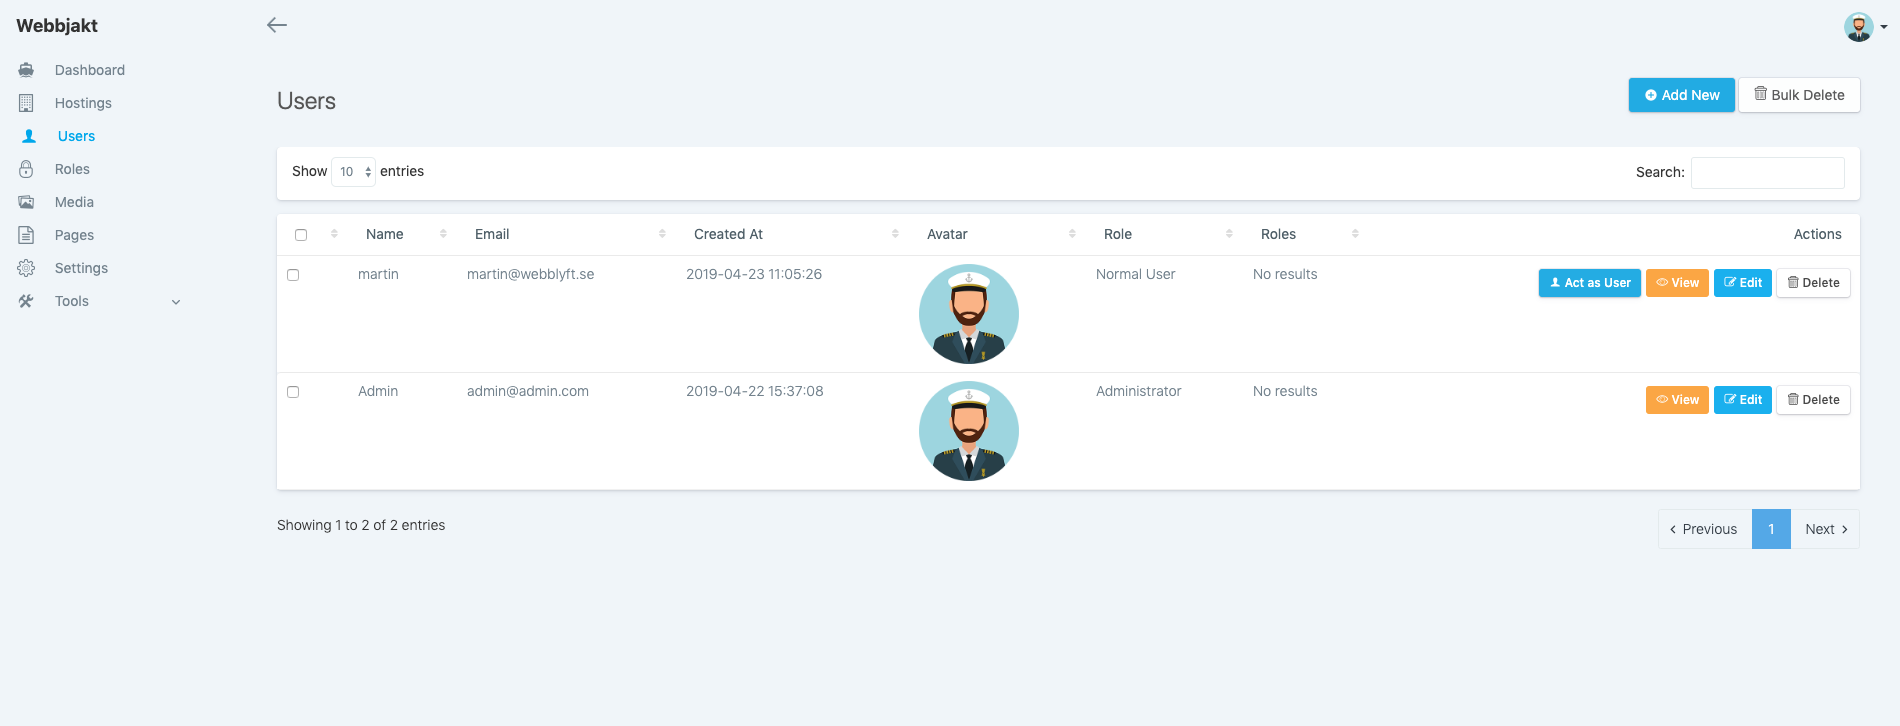 Webbjakt
Dashboard
Hostings
Users
Roles
Media
Pages
Settings
Tools
Users
Add New
Bulk Delete
Show 10 entries
Search:
Name Email Created At Avatar Role Roles Actions
martin martin@webblyft.se 2019-04-23 11:05:26 Normal User No results Act as User View Edit Delete
Admin admin@admin.com 2019-04-22 15:37:08 Administrator No results View Edit Delete
Showing 1 to 2 of 2 entries
Previous 1 Next